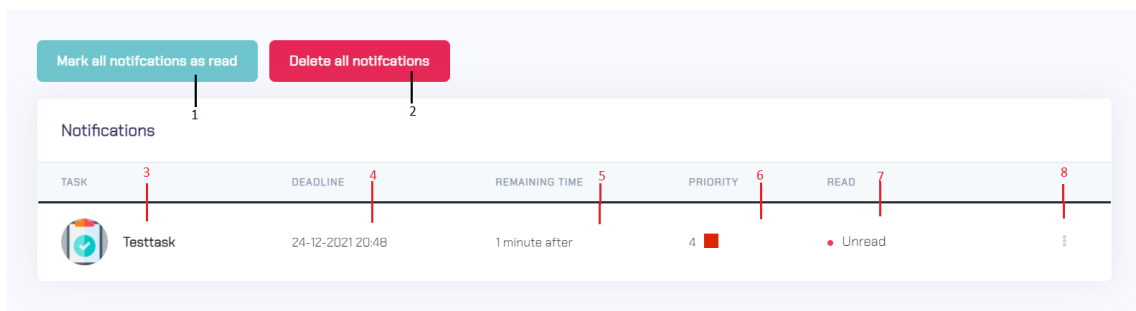 Mark all notifcations as read Delete all notifcations
1 2
Notifications
3 4 5 6 7 8
TASK DEADLINE REMAINING TIME PRIORITY READ
Testtask 24-12-2021 20:48 1 minute after 4 Unread